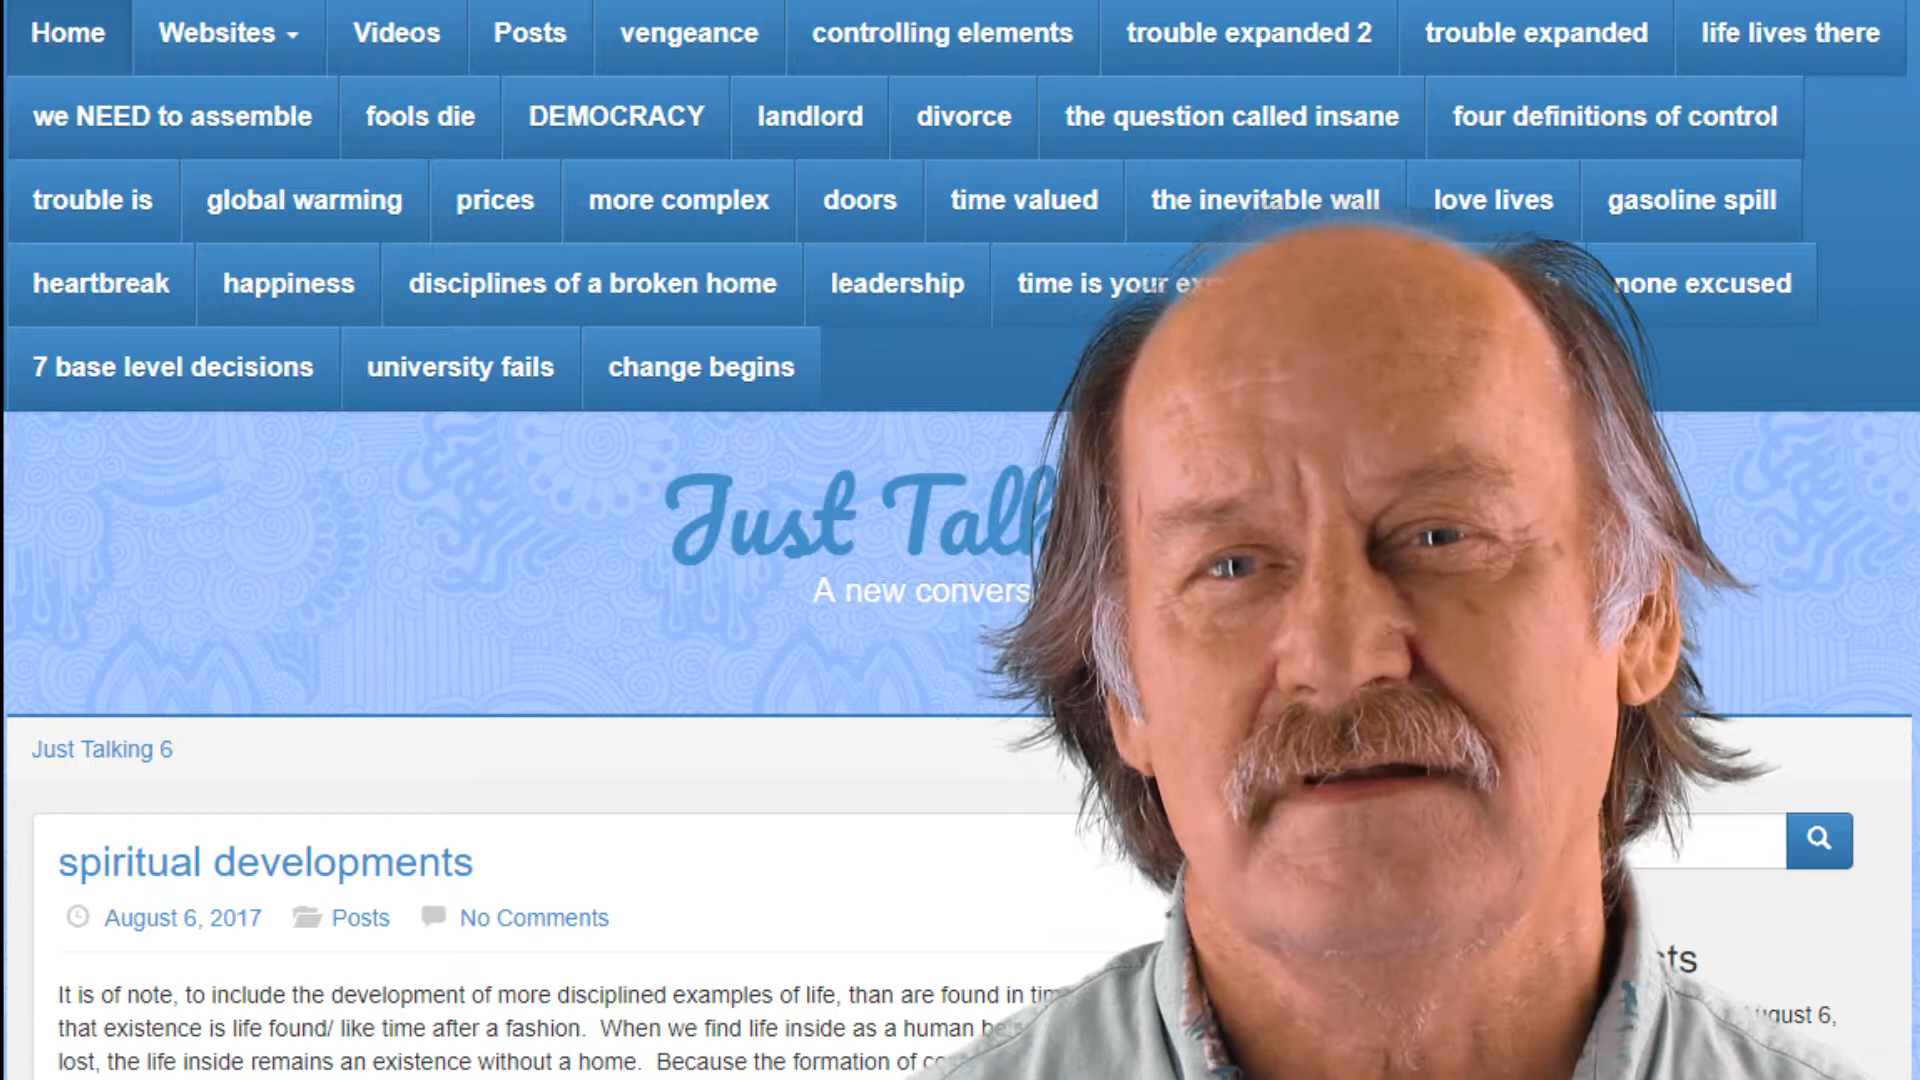 Home Websites Videos Posts vengeance controlling elements trouble expanded 2 trouble expanded life lives there
we NEED to assemble fools die DEMOCRACY landlord divorce the question called insane four definitions of control
trouble is global warming prices more complex doors time valued the inevitable wall love lives gasoline spill
heartbreak happiness disciplines of a broken home leadership time is your none excused
7 base level decisions university fails change begins
Just
A new
Just Talking 6
spiritual developments
August 6, 2017 Posts No Comments
It is of note, to include the development of more disciplined examples of life, than are found in
that existence is life found/ like time after a fashion. When we find life inside as a human
lost, the life inside remains an existence without a home. Because the formation of
6,